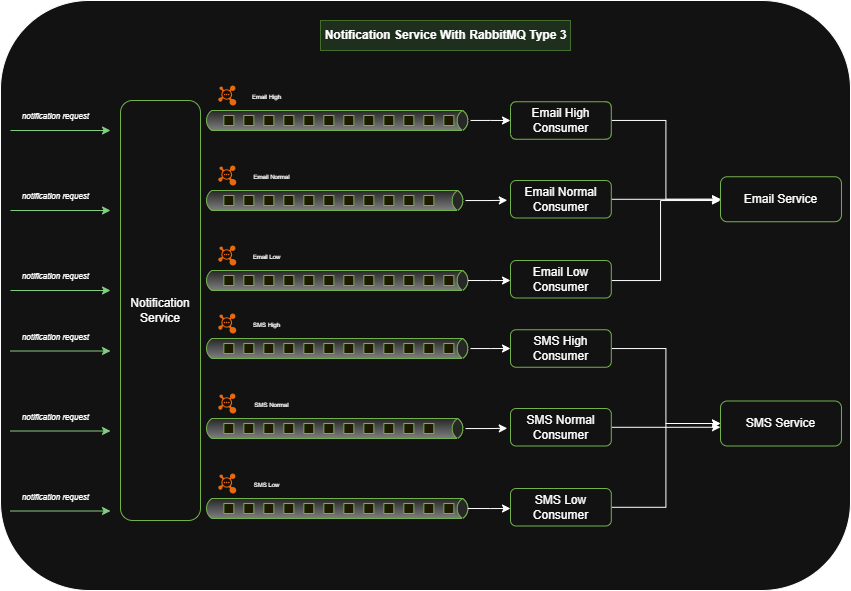 Notification Service With RabbitMQ Type 3
notification request
Email High
Email High
Consumer
notification request
Email Normal
Email Normal
Consumer
Email Service
notification request
Email Low
Email Low
Consumer
Notification
Service
notification request
SMS High
SMS High
Consumer
notification request
SMS Normal
SMS Normal
Consumer
SMS Service
notification request
SMS Low
SMS Low
Consumer